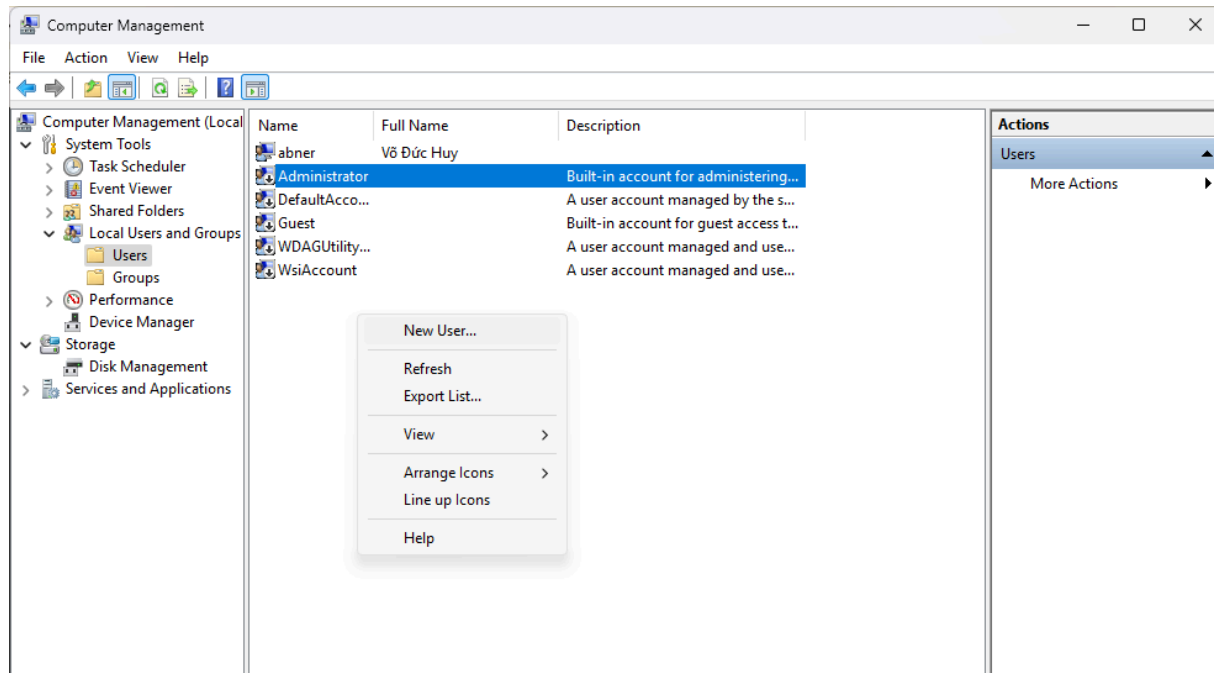 Computer Management
File Action View Help
Computer Management (Local
System Tools
Task Scheduler
Event Viewer
Shared Folders
Local Users and Groups
Users
Groups
Performance
Device Manager
Storage
Disk Management
Services and Applications
Name Full Name Description
abner Võ Đức Huy
Administrator Built-in account for administering...
DefaultAcco... A user account managed by the s...
Guest Built-in account for guest access t...
WDAGUtility... A user account managed and use...
WsiAccount A user account managed and use...
New User...
Refresh
Export List...
View
Arrange Icons
Line up Icons
Help
Actions
Users
More Actions